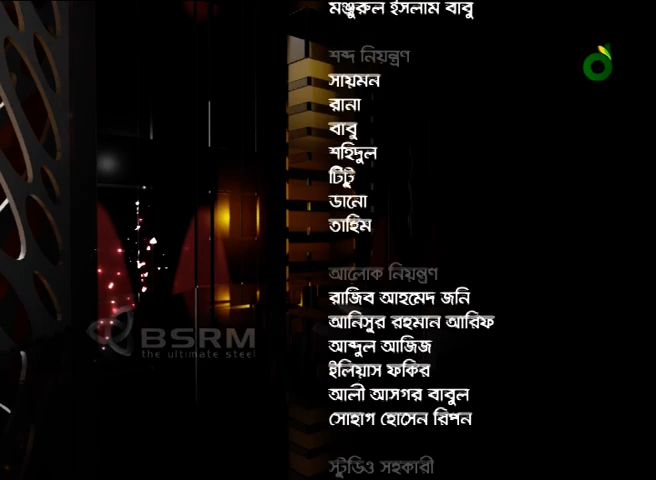 মঞ্জুরুল ইসলাম বাবু
শব্দ নিয়ন্ত্রণ
সায়মন
রানা
বাবু
শহিদুল
টিটু
ডানো
তাহিম
আলোক নিয়ন্ত্রণ
রাজিব আহমেদ জনি
আনিসুর রহমান আরিফ
আব্দুল আজিজ
ইলিয়াস ফকির
আলী আসগর বাবুল
সোহাগ হোসেন রিপন
স্টুডিও সহকারী
BSRM
the ultimate steel